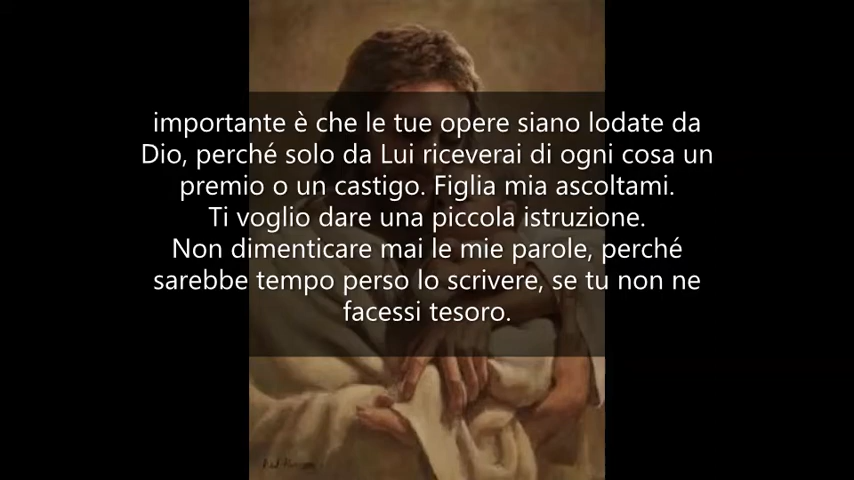 importante è che le tue opere siano lodate da
Dio, perché solo da Lui riceverai di ogni cosa un
premio o un castigo. Figlia mia ascoltami.
Ti voglio dare una piccola istruzione.
Non dimenticare mai le mie parole, perché
sarebbe tempo perso lo scrivere, se tu non ne
facessi tesoro.